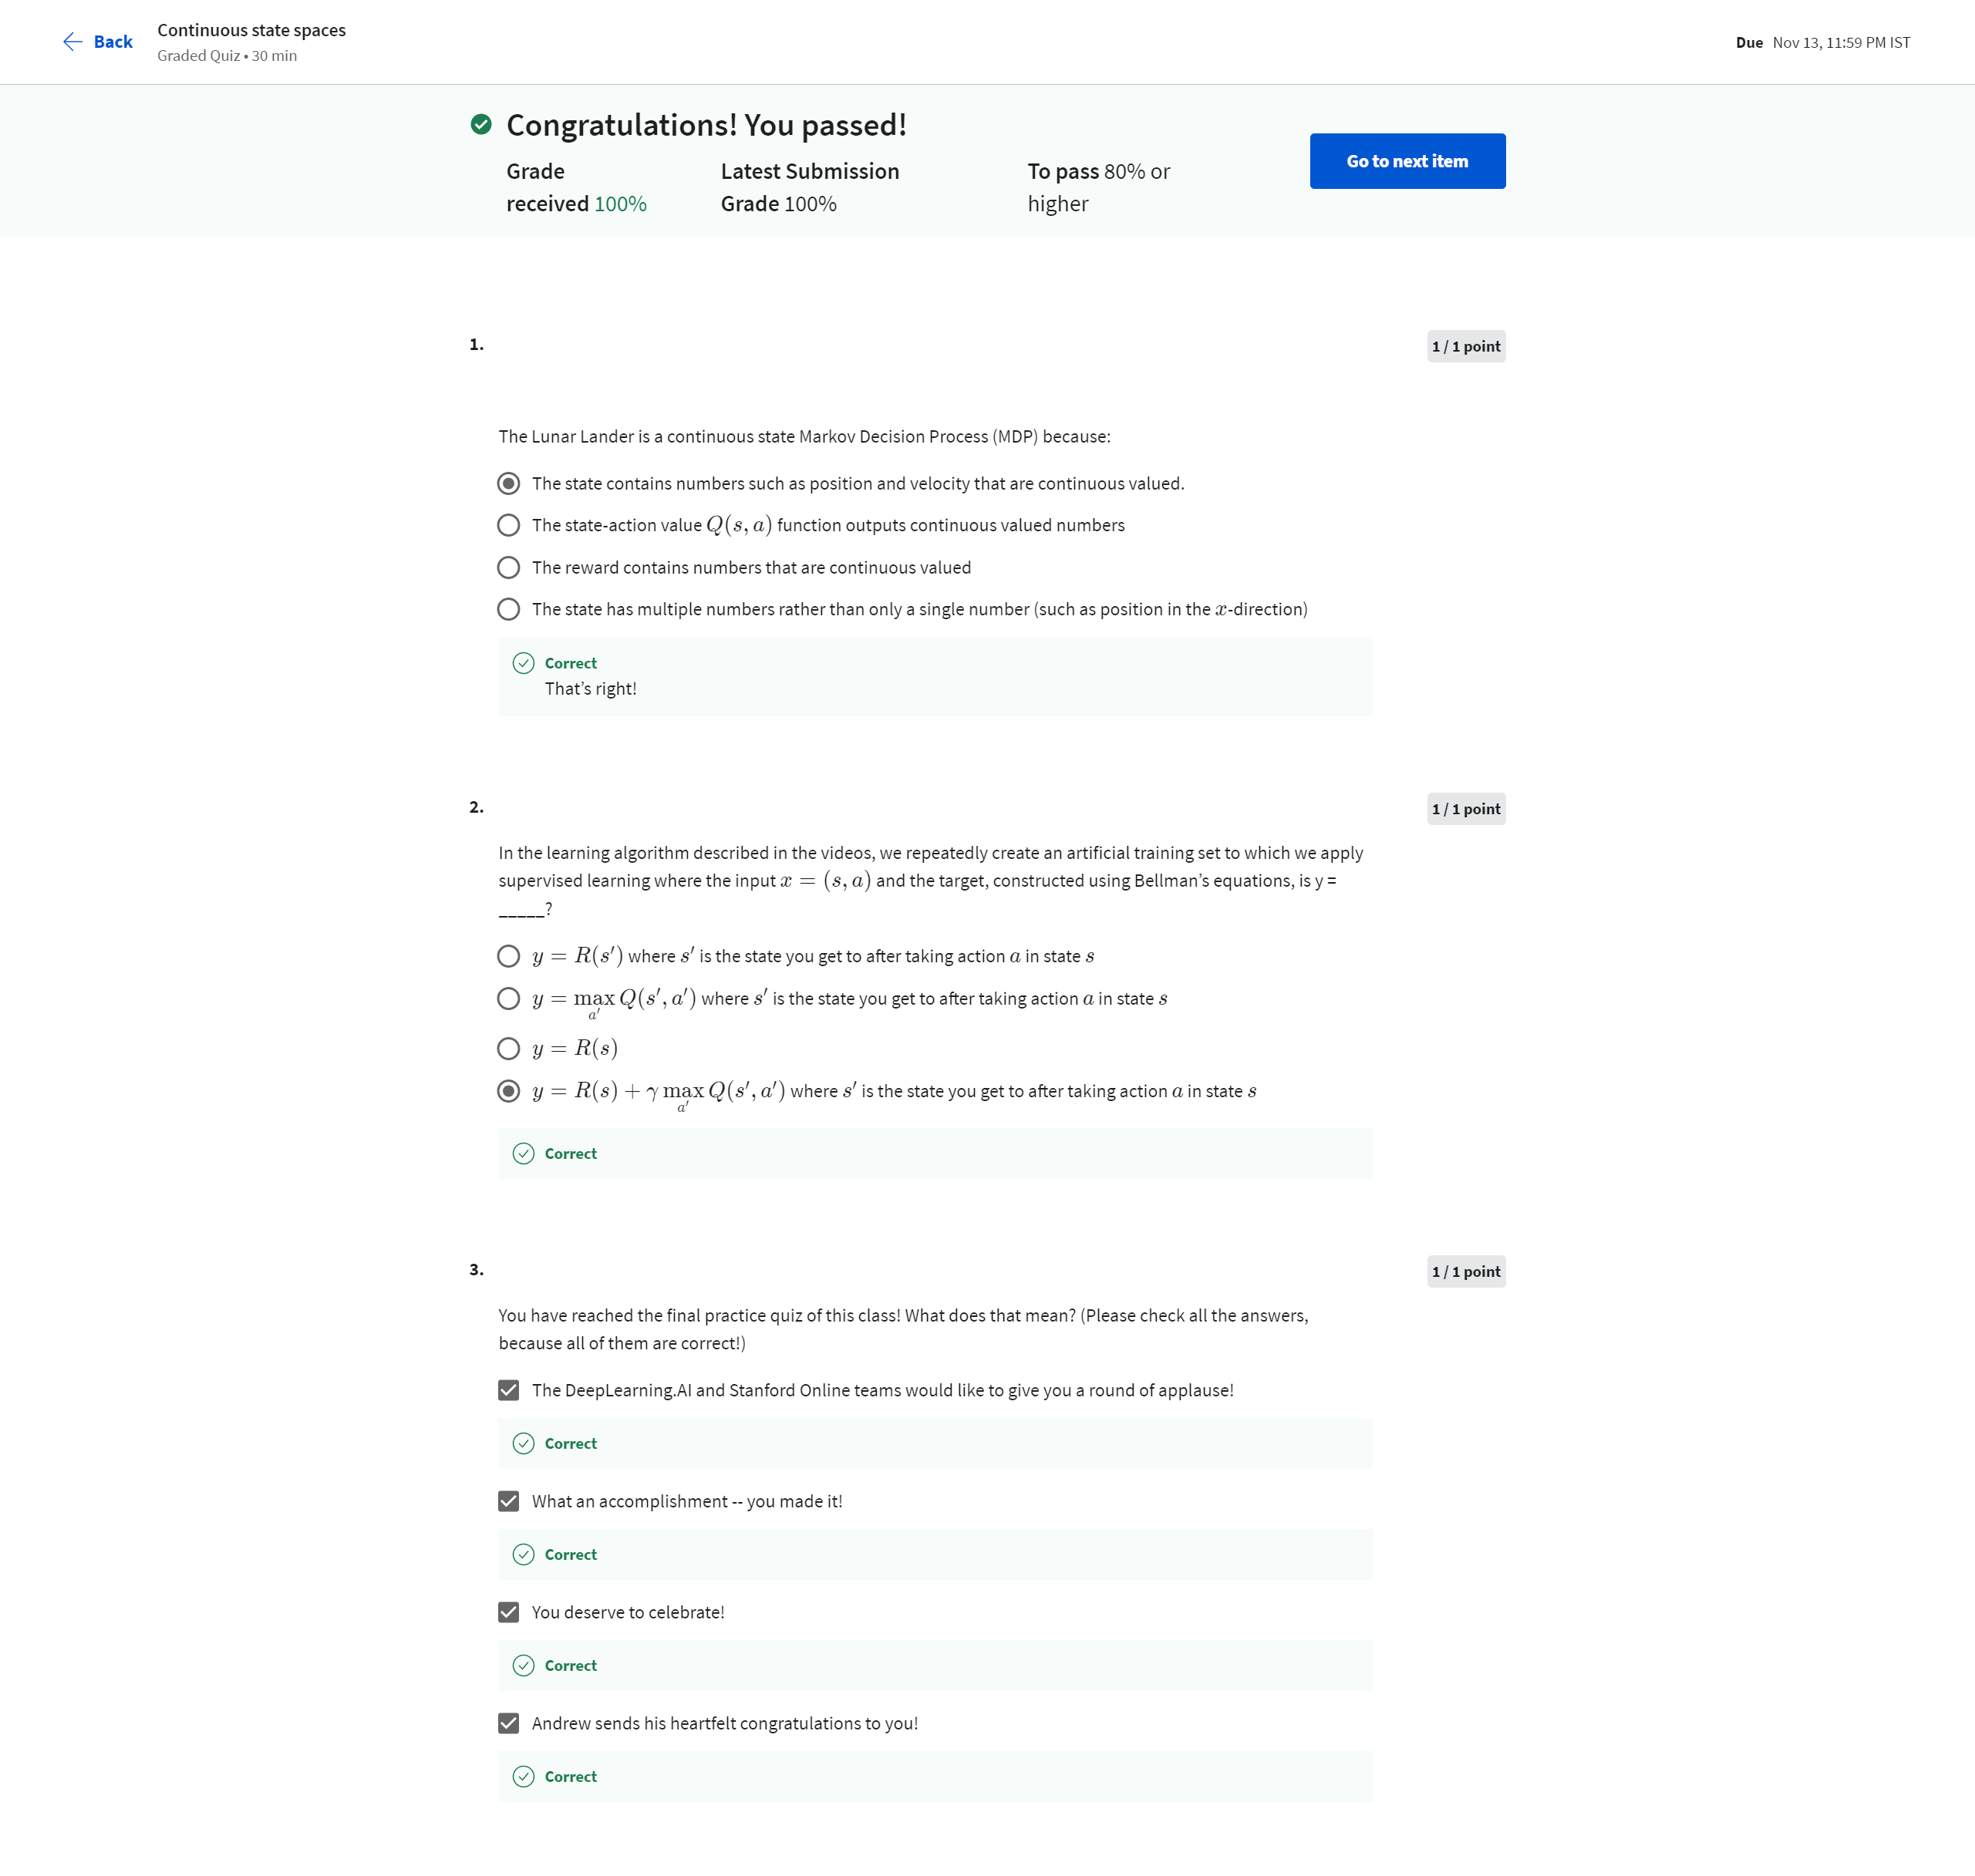 Back
Continuous state spaces
Graded Quiz • 30 min
Due Nov 13, 11:59 PM IST
Congratulations! You passed!
Grade received 100%
Latest Submission Grade 100%
To pass 80% or higher
Go to next item
1.
1 / 1 point
The Lunar Lander is a continuous state Markov Decision Process (MDP) because:
The state contains numbers such as position and velocity that are continuous valued.
The state-action value Q(s, a) function outputs continuous valued numbers
The reward contains numbers that are continuous valued
The state has multiple numbers rather than only a single number (such as position in the x-direction)
Correct
That’s right!
2.
1 / 1 point
In the learning algorithm described in the videos, we repeatedly create an artificial training set to which we apply
supervised learning where the input x = (s, a) and the target, constructed using Bellman’s equations, is y =
_____?
y = R(s′) where s′ is the state you get to after taking action a in state s
y = max a′ Q(s′, a′) where s′ is the state you get to after taking action a in state s
y = R(s)
y = R(s) + γ max a′ Q(s′, a′) where s′ is the state you get to after taking action a in state s
Correct
3.
1 / 1 point
You have reached the final practice quiz of this class! What does that mean? (Please check all the answers,
because all of them are correct!)
The DeepLearning.AI and Stanford Online teams would like to give you a round of applause!
Correct
What an accomplishment -- you made it!
Correct
You deserve to celebrate!
Correct
Andrew sends his heartfelt congratulations to you!
Correct